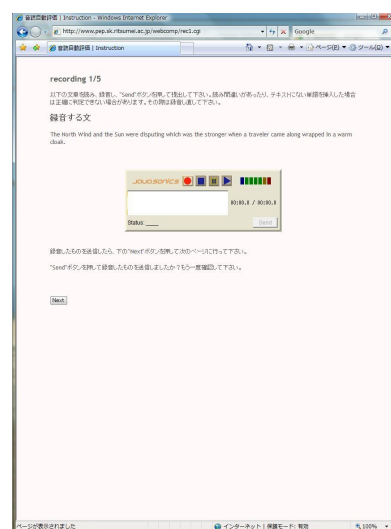 音読自動評価 | Instruction - Windows Internet Explorer
http://www.pep.sk.ritsumei.ac.jp/webcomp/rec1.cgi
Google
音読自動評価 | Instruction
ページ(P) ツール(O)
recording 1/5
以下の文章を読み、録音し、"Send"ボタンを押して提出して下さい。読み間違いがあったり、テキストにない単語を挿入した場合
は正確に判定できない場合があります。その際は録音し直して下さい。
録音する文
The North Wind and the Sun were disputing which was the stronger when a traveler came along wrapped in a warm
cloak.
JAVASONICS
00:00.0 / 00:00.0
Status: ____
Send
録音したものを送信したら、下の"Next"ボタンを押して次のページに行って下さい。
"Send"ボタンを押して録音したものを送信しましたか？もう一度確認して下さい。
Next
ページが表示されました
インターネット | 保護モード: 有効
100%